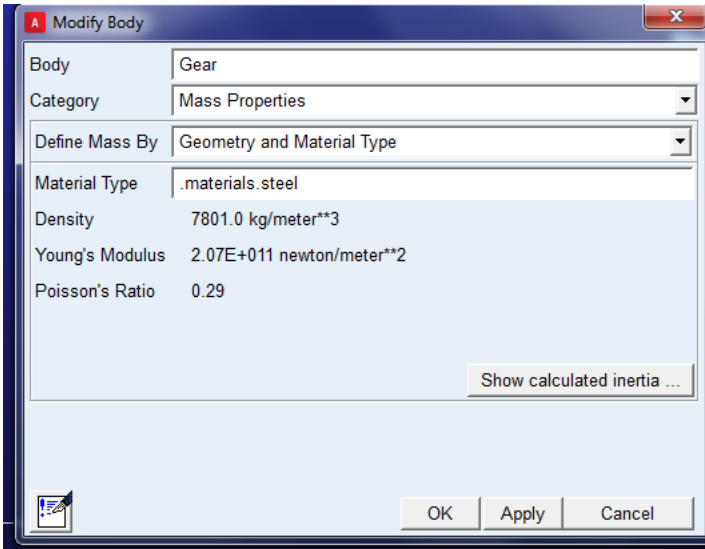 A Modify Body
Body Gear
Category Mass Properties
Define Mass By Geometry and Material Type
Material Type .materials.steel
Density 7801.0 kg/meter**3
Young's Modulus 2.07E+011 newton/meter**2
Poisson's Ratio 0.29
Show calculated inertia ...
OK Apply Cancel